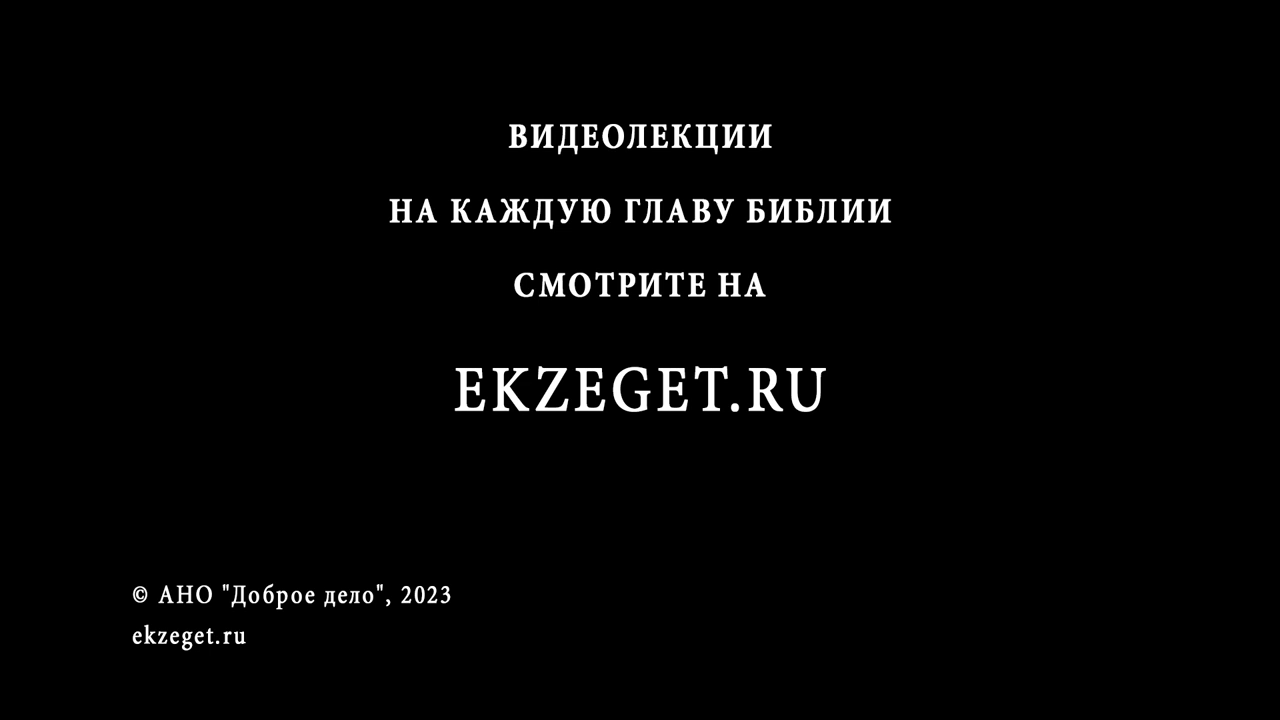 ВИДЕОЛЕКЦИИ
НА КАЖДУЮ ГЛАВУ БИБЛИИ
СМОТРИТЕ НА
EKZEGET.RU
© АНО "Доброе дело", 2023
ekzeget.ru